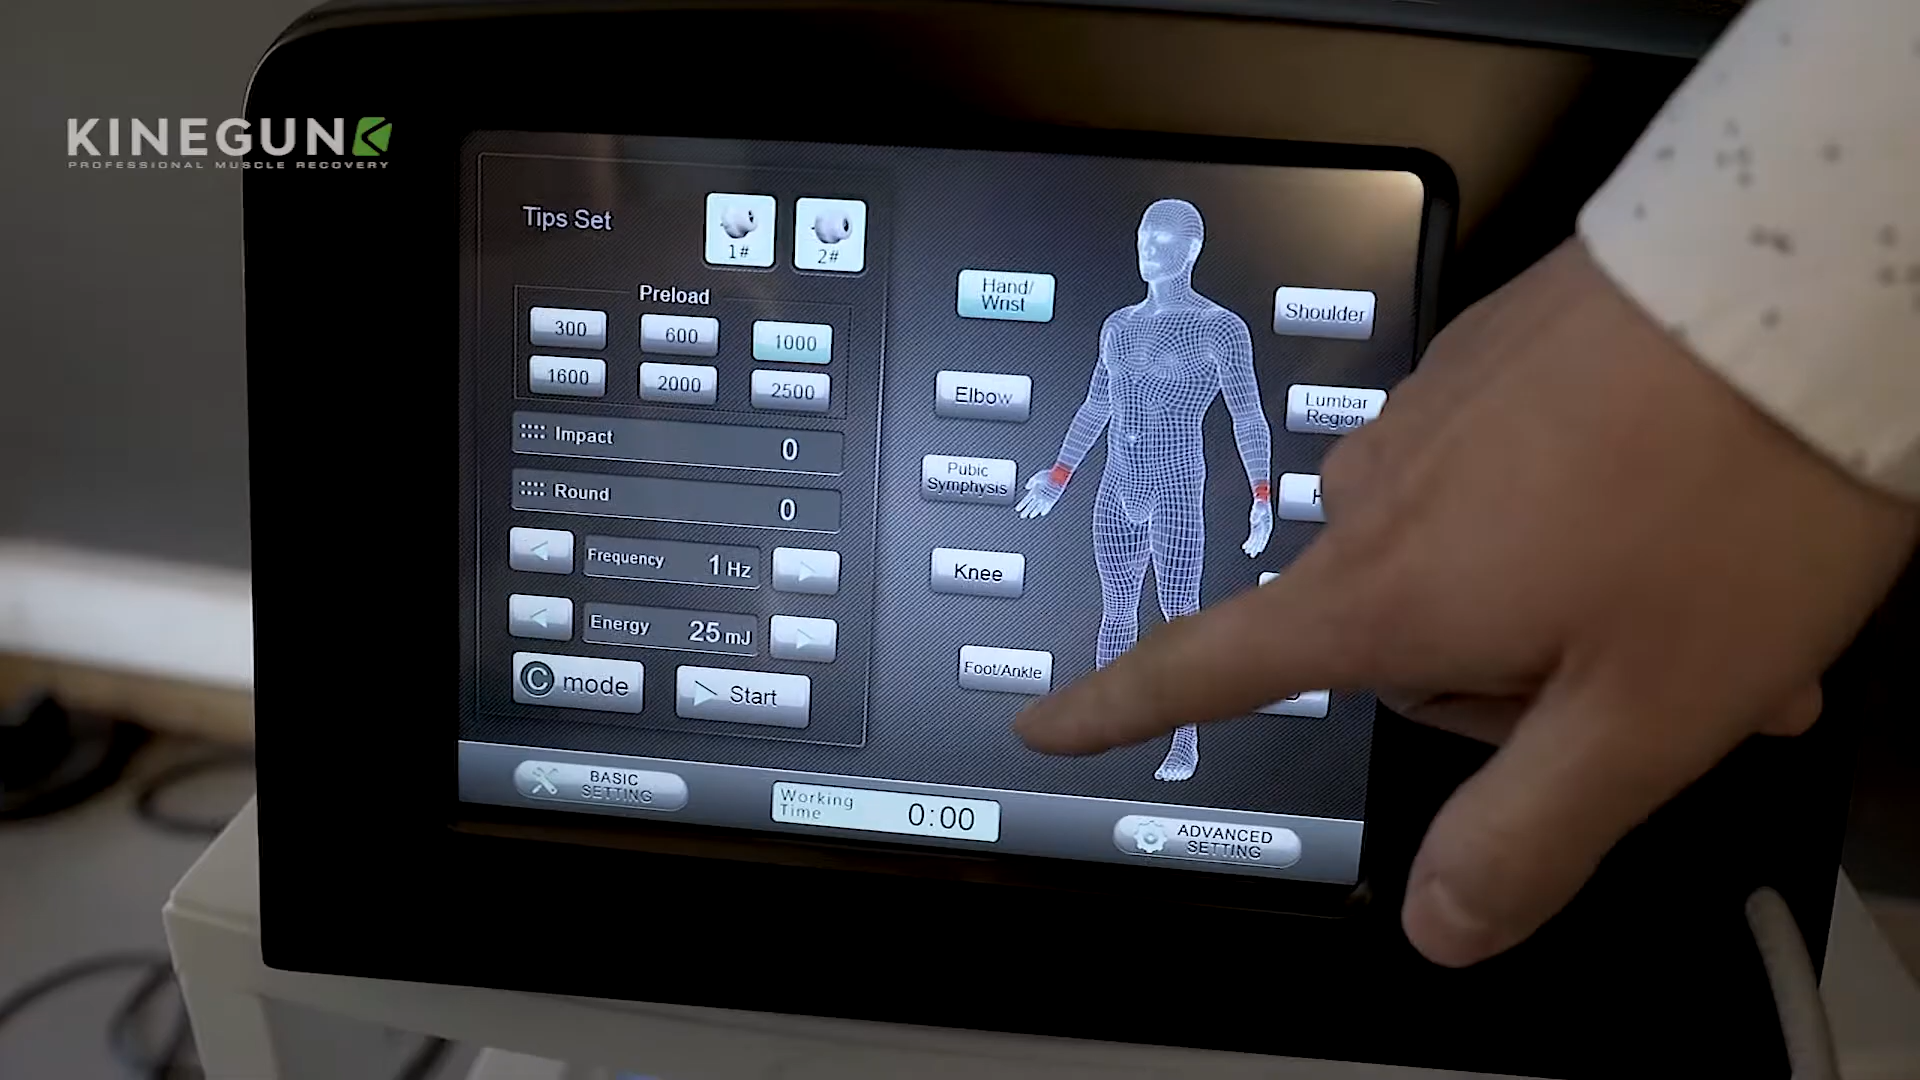 KINEGUN
PROFESSIONAL MUSCLE RECOVERY
Tips Set
1#
2#
Preload
300
600
1000
1600
2000
2500
Impact
0
Round
0
Frequency
1 Hz
Energy
25 mJ
C mode
Start
Hand/
Wrist
Elbow
Pubic
Symphysis
Knee
Foot/Ankle
Shoulder
Lumbar
Region
BASIC
SETTING
Working
Time
0:00
ADVANCED
SETTING